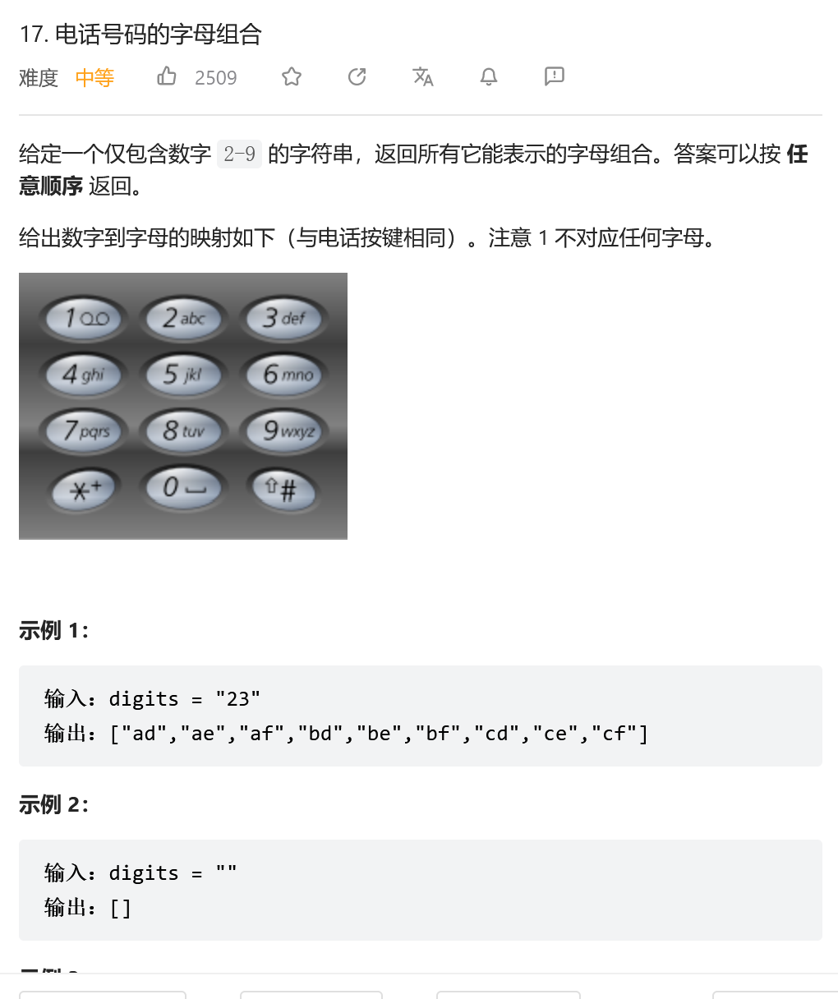 17. 电话号码的字母组合
难度 中等 2509
给定一个仅包含数字 2-9 的字符串，返回所有它能表示的字母组合。答案可以按 任
意顺序 返回。
给出数字到字母的映射如下（与电话按键相同）。注意 1 不对应任何字母。
1 2 abc 3 def
4 ghi 5 jkl 6 mno
7 pqrs 8 tuv 9 wxyz
*+ 0 #
示例 1：
输入：digits = "23"
输出：["ad","ae","af","bd","be","bf","cd","ce","cf"]
示例 2：
输入：digits = ""
输出：[]